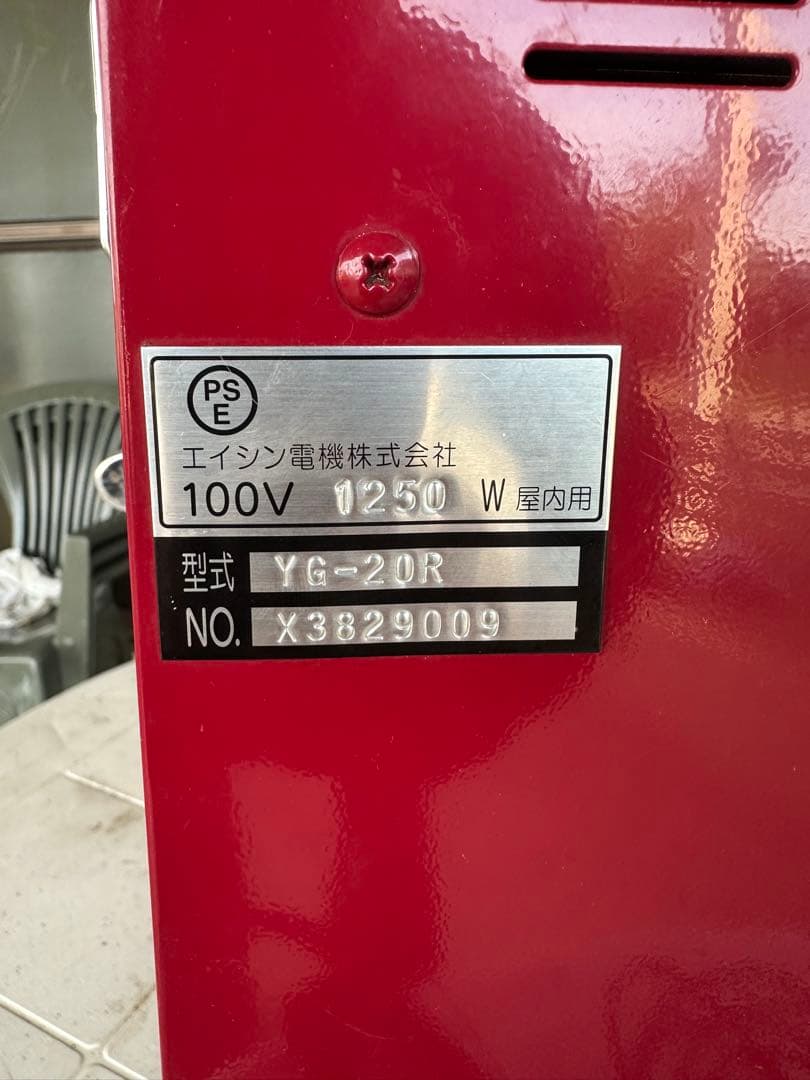 PS
E
エイシン電機株式会社
100V 1250 W 屋内用
型式 YG-20R
NO. X3829009